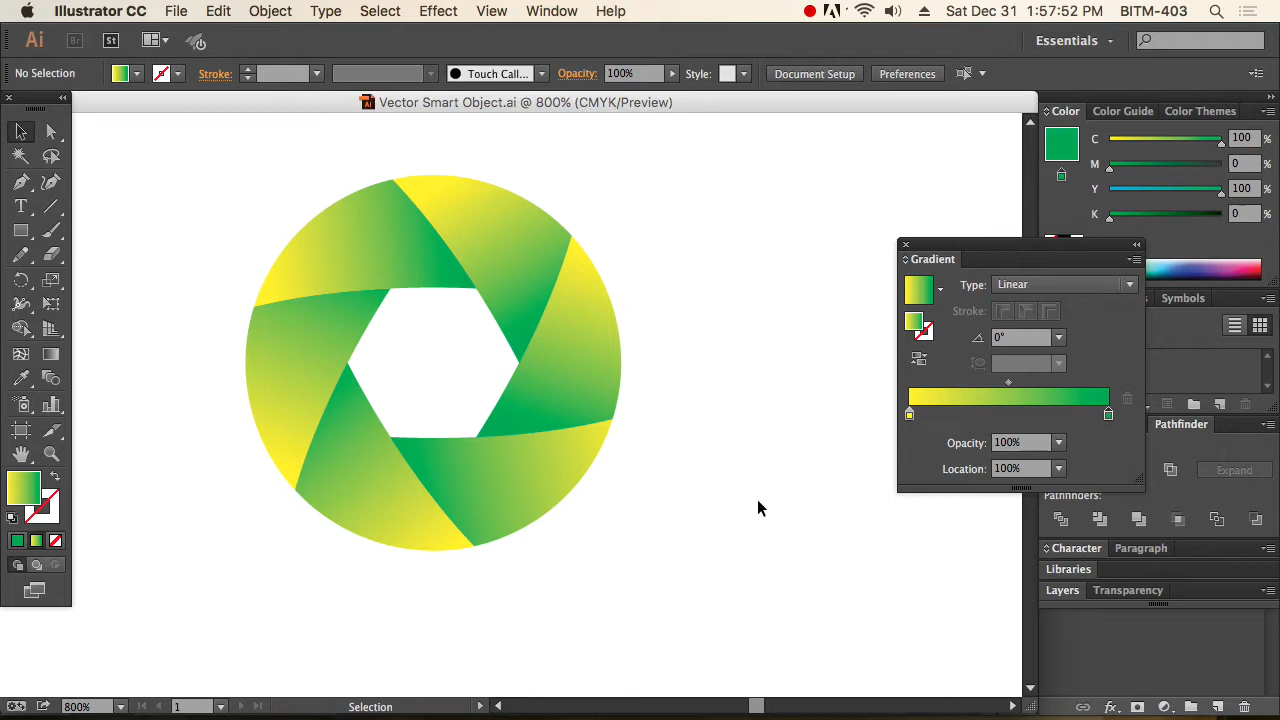 Illustrator CC File Edit Object Type Select Effect View Window Help Sat Dec 31 1:57:52 PM BITM-403
Ai Br St Essentials
No Selection Stroke: Touch Call... Opacity: 100% Style: Document Setup Preferences
Vector Smart Object.ai @ 800% (CMYK/Preview)
Color Color Guide Color Themes
C 100 %
M 0 %
Y 100 %
K 0 %
Gradient
Type: Linear
Symbols
Stroke:
0°
Pathfinder
Opacity: 100%
Location: 100%
Expand
Pathfinders:
Character Paragraph
Libraries
Layers Transparency
800% 1 Selection
fx